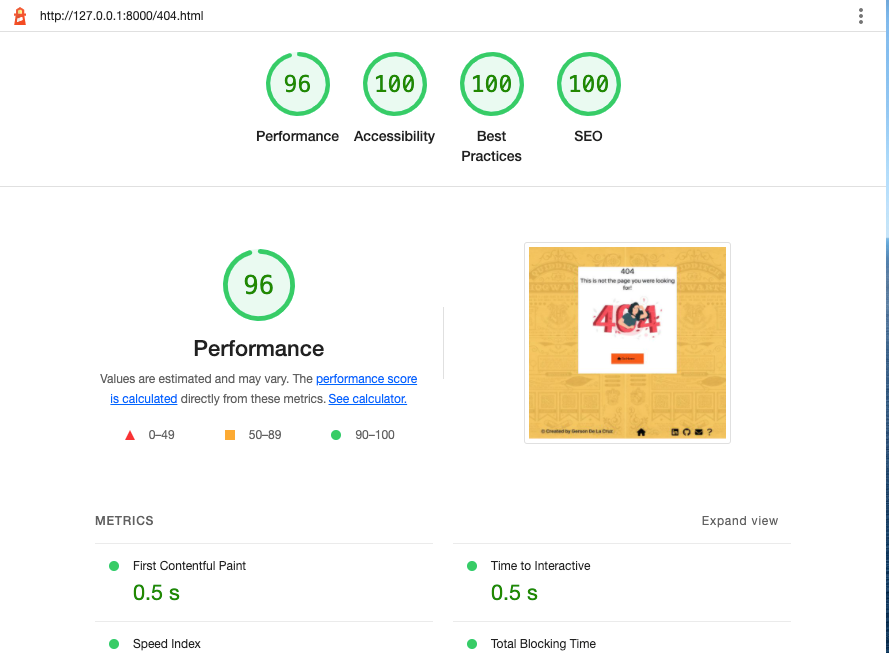 http://127.0.0.1:8000/404.html
96
100
100
100
Performance
Accessibility
Best
Practices
SEO
96
Performance
Values are estimated and may vary. The performance score
is calculated directly from these metrics. See calculator.
0–49
50–89
90–100
404
This is not the page you were looking
for!
404
© Created by Gerson De La Cruz
METRICS
Expand view
First Contentful Paint
0.5 s
Time to Interactive
0.5 s
Speed Index
Total Blocking Time